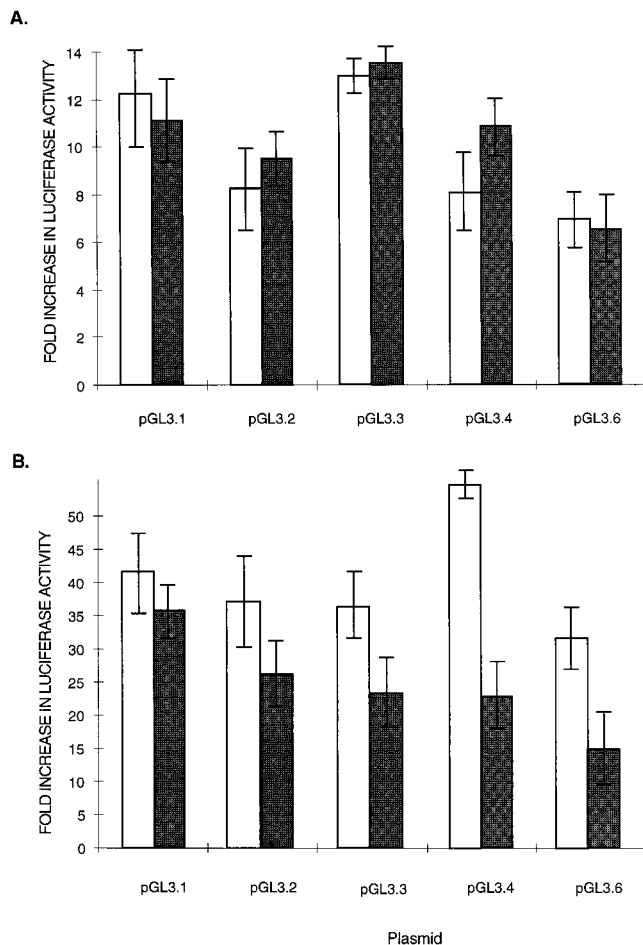 A.
FOLD INCREASE IN LUCIFERASE ACTIVITY
14
12
10
8
6
4
2
0
pGL3.1 pGL3.2 pGL3.3 pGL3.4 pGL3.6
B.
FOLD INCREASE IN LUCIFERASE ACTIVITY
50
45
40
35
30
25
20
15
10
5
0
pGL3.1 pGL3.2 pGL3.3 pGL3.4 pGL3.6
Plasmid